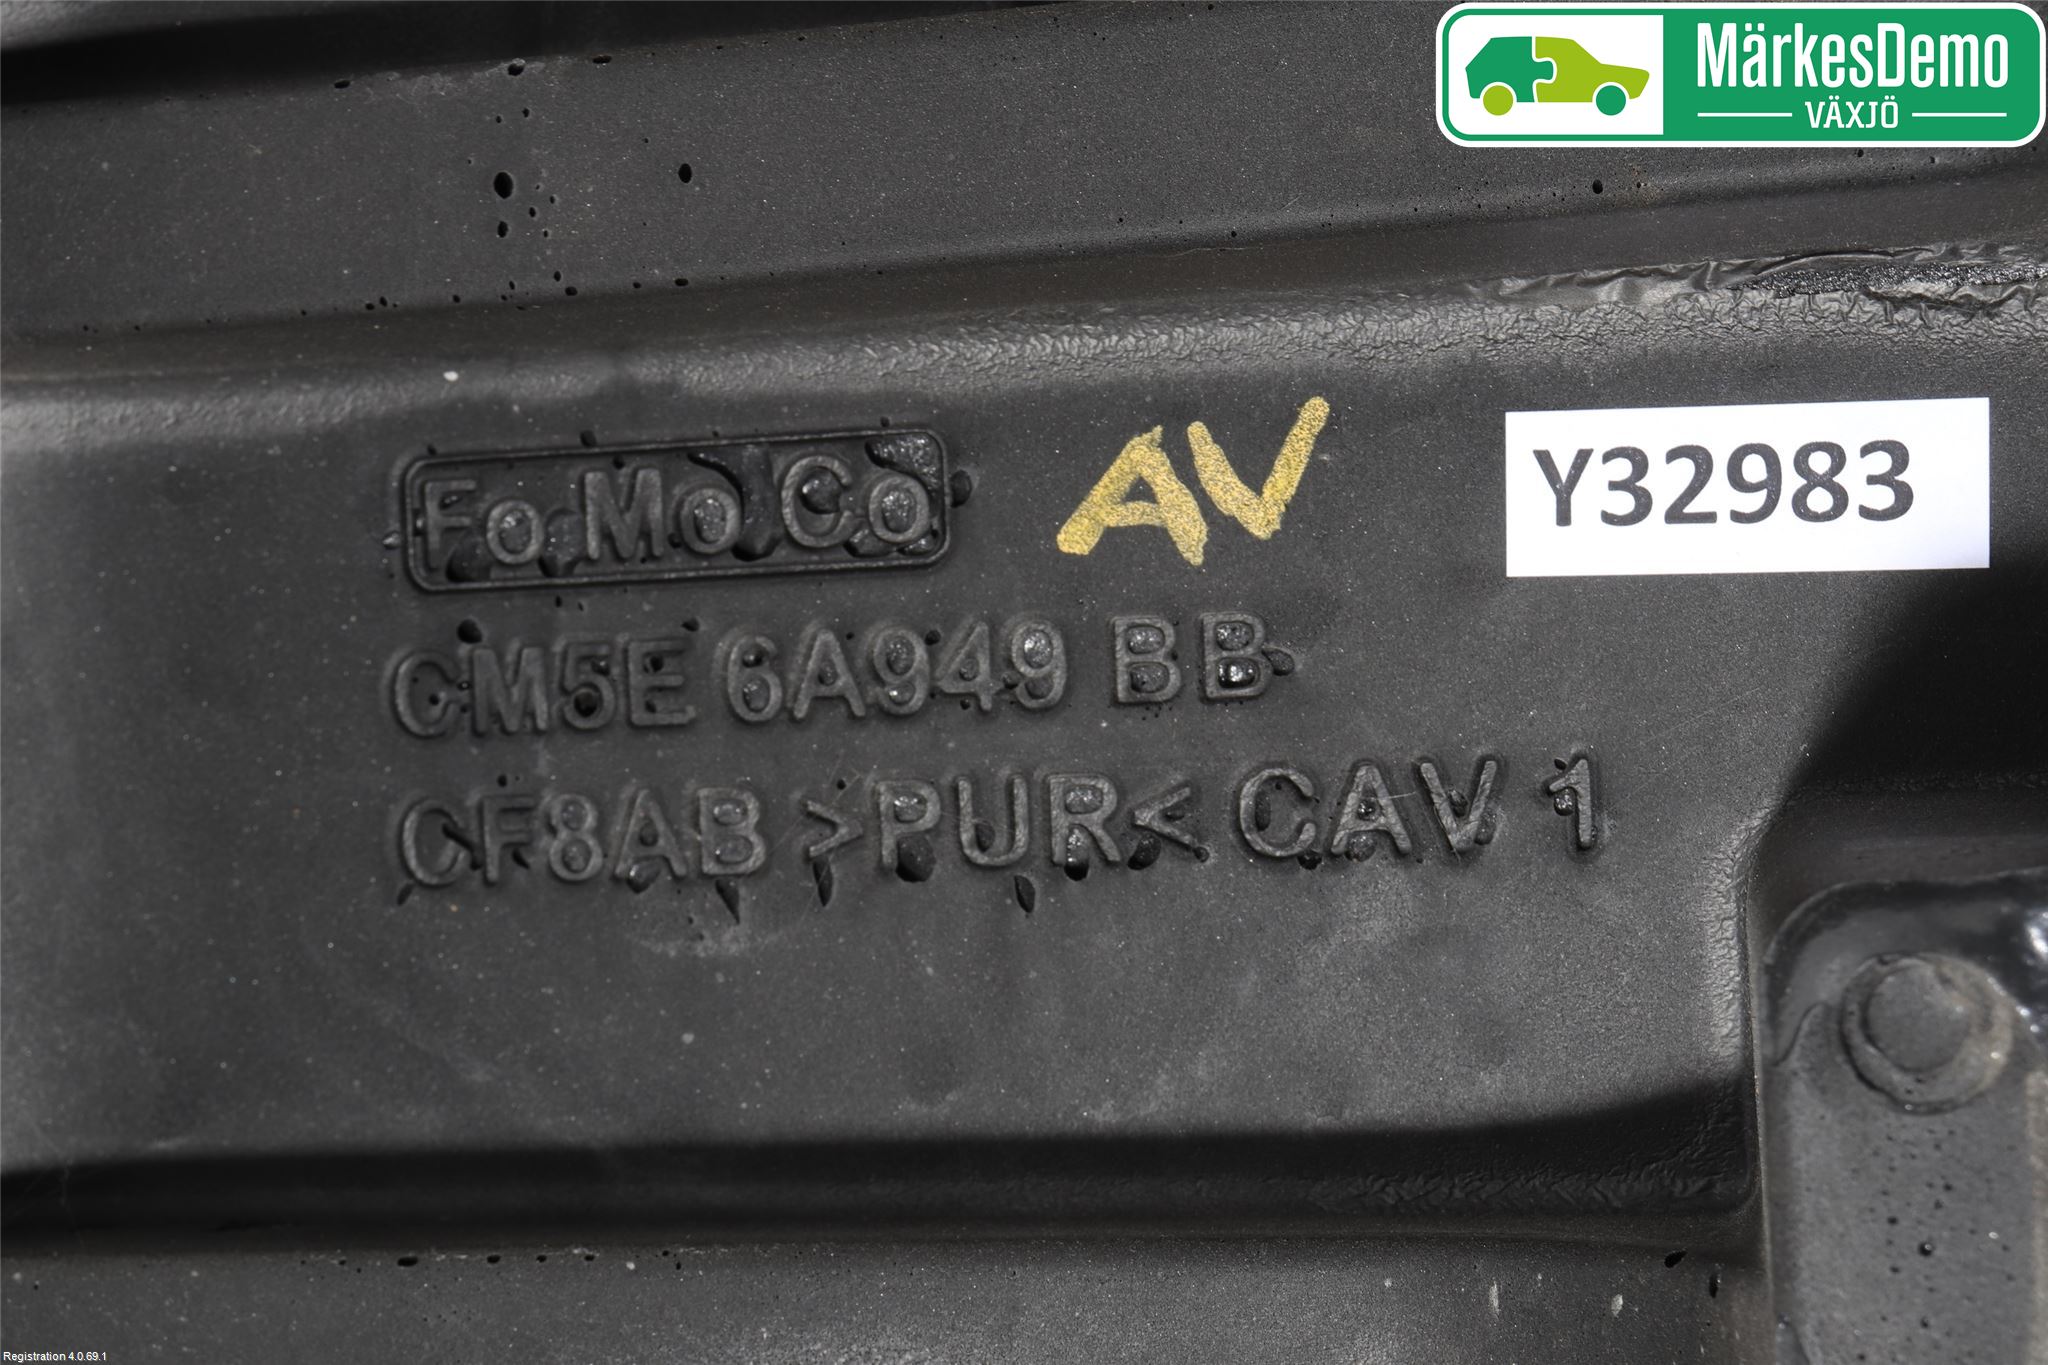 MärkesDemo
VÄXJÖ
Fo Mo Co
AV
Y32983
CM5E 6A949 BB
CF8AB >PUR< CAV 1
Registration 4.0.69.1